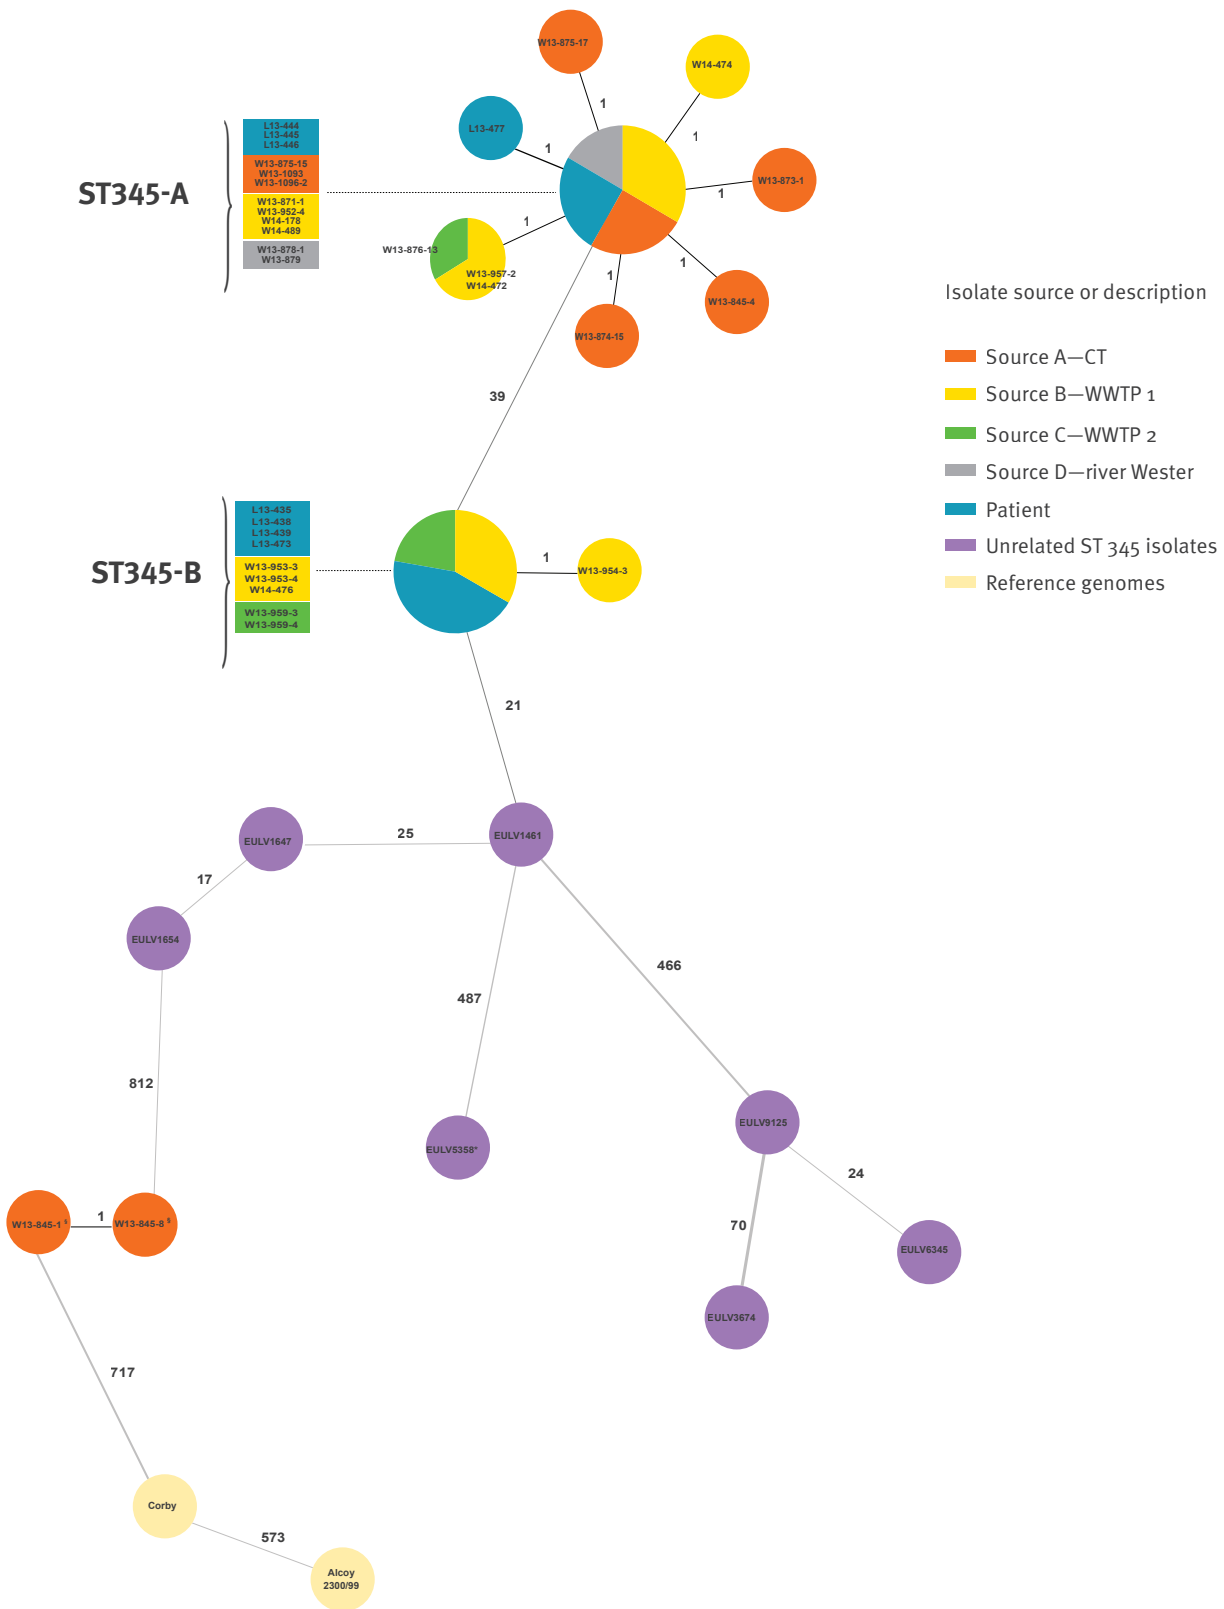 W13-875-17
W14-474
1
L13-477
1
1
W13-873-1
1
ST345-A
L13-444
L13-445
L13-446
W13-875-15
W13-1093
W13-1096-2
W13-871-1
W13-952-4
W14-178
W14-489
W13-878-1
W13-879
1
W13-876-13
W13-957-2
W14-472
1
W13-845-4
1
W13-874-15
39
Isolate source or description
Source A—CT
Source B—WWTP 1
Source C—WWTP 2
Source D—river Wester
Patient
Unrelated ST 345 isolates
Reference genomes
ST345-B
L13-435
L13-438
L13-439
L13-473
W13-953-3
W13-953-4
W14-476
W13-959-3
W13-959-4
1
W13-954-3
21
EULV1647
25
EULV1461
17
EULV1654
466
487
812
EULV9125
EULV5358*
24
70
W13-845-1 §
1
W13-845-8 §
EULV6345
EULV3674
717
Corby
573
Alcoy
2300/99